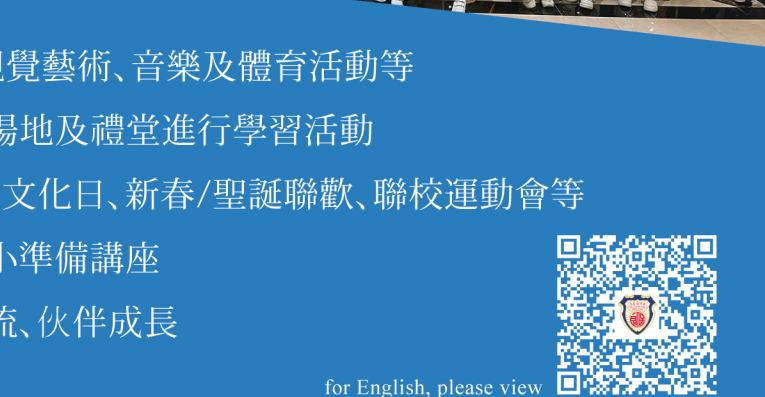 覺藝術、音樂及體育活動等
場地及禮堂進行學習活動
文化日、新春/聖誕聯歡、聯校運動會等
小準備講座
流、伙伴成長
for English, please view